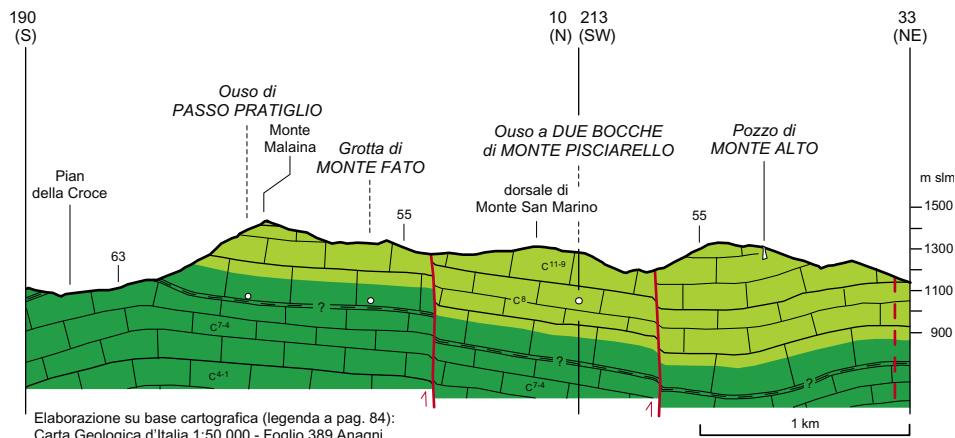 190
(S)
10
(N)
213
(SW)
33
(NE)
Ouso di
PASSO PRATIGLIO
Monte
Malaina
Grotta di
MONTE FATO
Ouso a DUE BOCCHE
di MONTE PISCIARELLO
Pozzo di
MONTE ALTO
Pian
della Croce
dorsale di
Monte San Marino
m slm
63
55
55
1500
1300
1100
900
C11-9
C8
?
?
?
C7-4
C7-4
C4-1
Elaborazione su base cartografica (legenda a pag. 84):
Carta Geologica d'Italia 1:50.000 - Foglio 389 Anagni
1 km